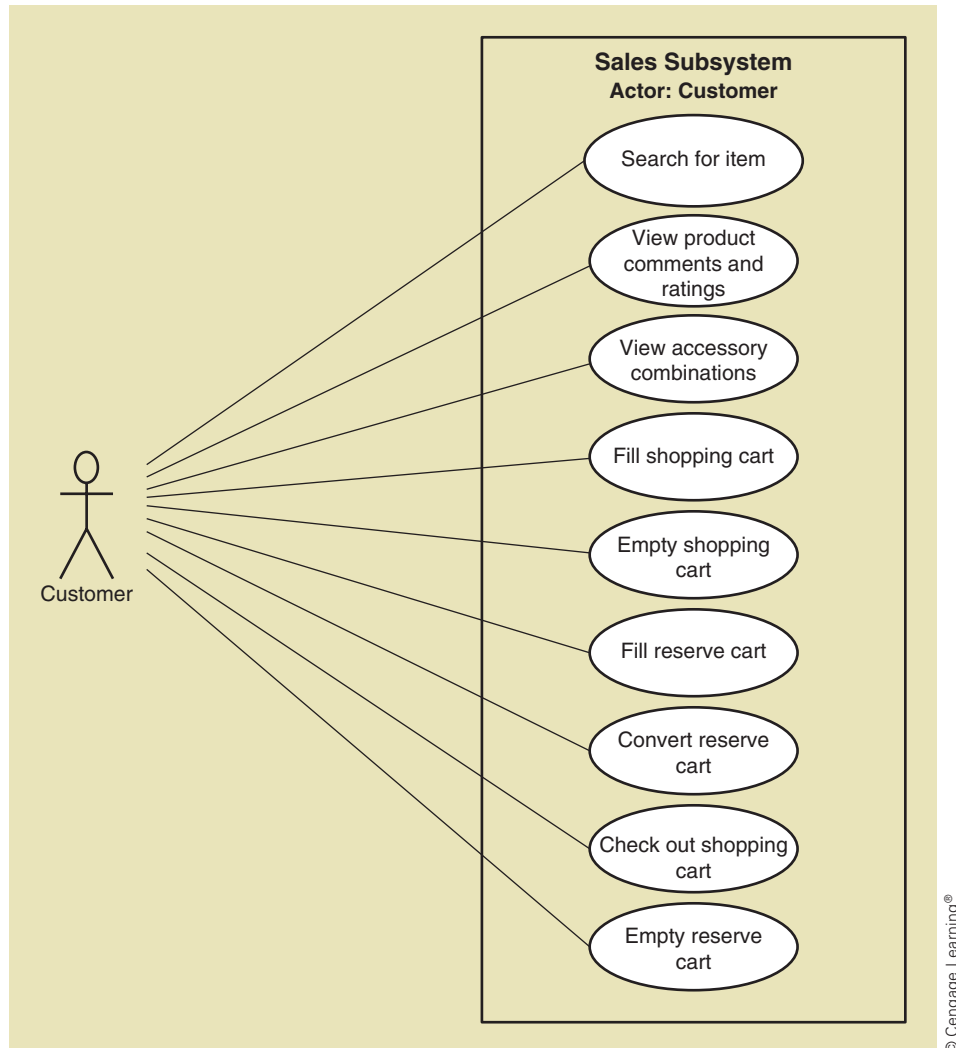 Sales Subsystem
Actor: Customer
Search for item
View product
comments and
ratings
View accessory
combinations
Fill shopping cart
Empty shopping
cart
Fill reserve cart
Convert reserve
cart
Check out shopping
cart
Empty reserve
cart
Customer
© Cengage Learning®